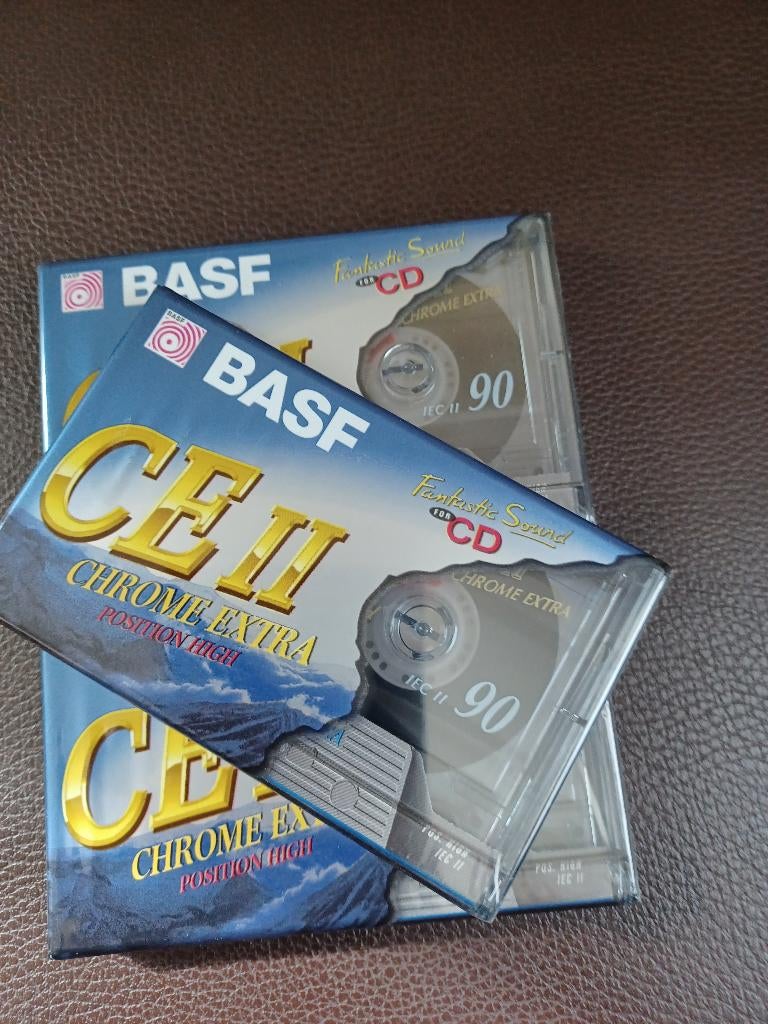 BASF
BASF
Fantastic Sound
FOR CD
CHROME EXTRA
IEC II 90
BASF
BASF
CE II
CHROME EXTRA
POSITION HIGH
Fantastic Sound
FOR CD
CHROME EXTRA
IEC II 90
POS. HIGH
IEC II
CE
CHROME EX
POSITION HIGH
POS. HIGH
IEC II